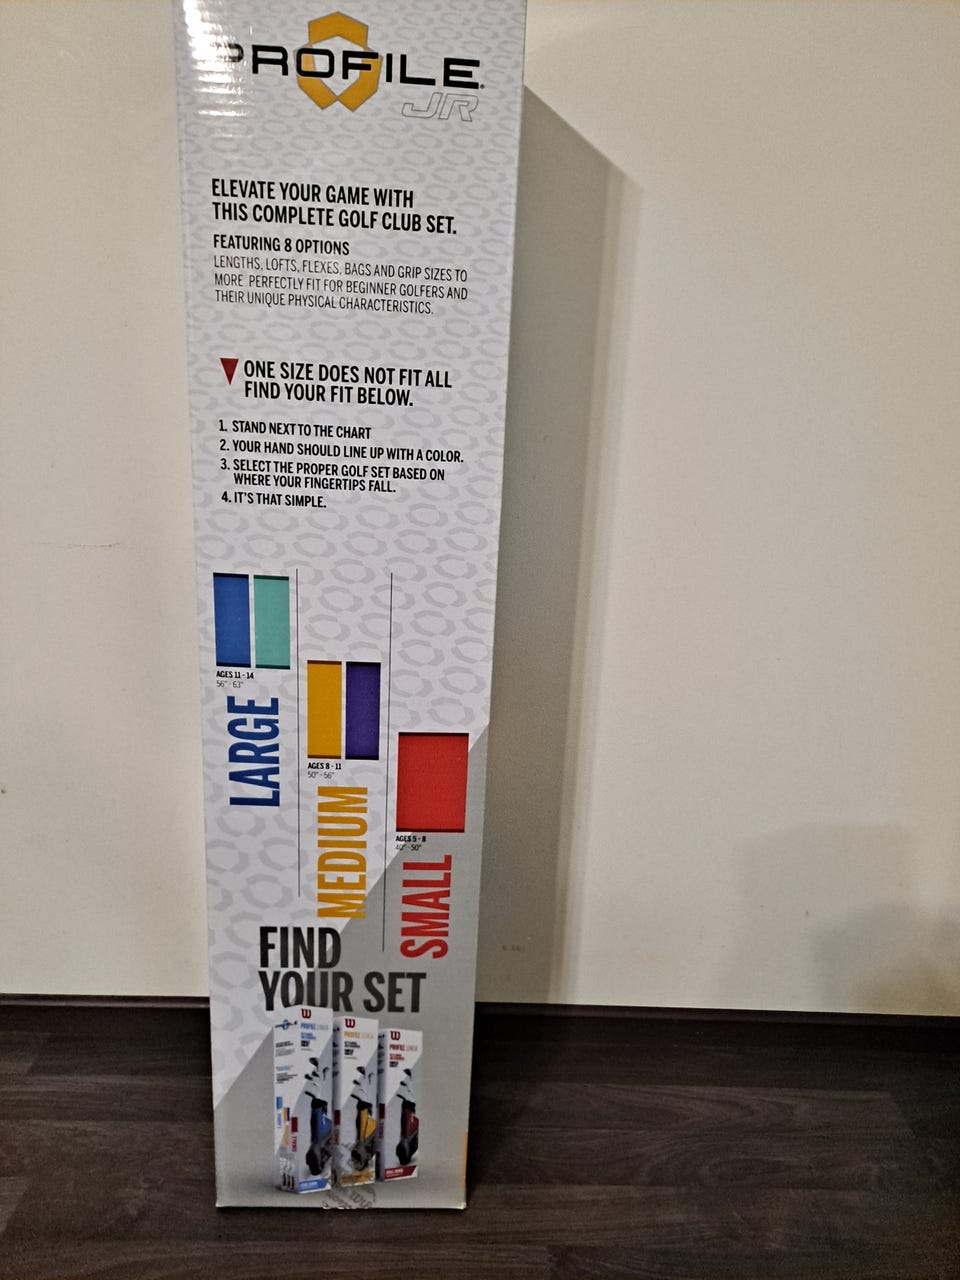 PROFILE
JR
ELEVATE YOUR GAME WITH
THIS COMPLETE GOLF CLUB SET.
FEATURING 8 OPTIONS
LENGTHS, LOFTS, FLEXES, BAGS AND GRIP SIZES TO
MORE PERFECTLY FIT FOR BEGINNER GOLFERS AND
THEIR UNIQUE PHYSICAL CHARACTERISTICS.
ONE SIZE DOES NOT FIT ALL
FIND YOUR FIT BELOW.
1. STAND NEXT TO THE CHART
2. YOUR HAND SHOULD LINE UP WITH A COLOR.
3. SELECT THE PROPER GOLF SET BASED ON
WHERE YOUR FINGERTIPS FALL.
4. IT'S THAT SIMPLE.
AGES 11 - 14
56" - 63"
LARGE
AGES 8 - 11
50" - 56"
MEDIUM
AGES 5 - 8
40" - 50"
SMALL
FIND
YOUR SET